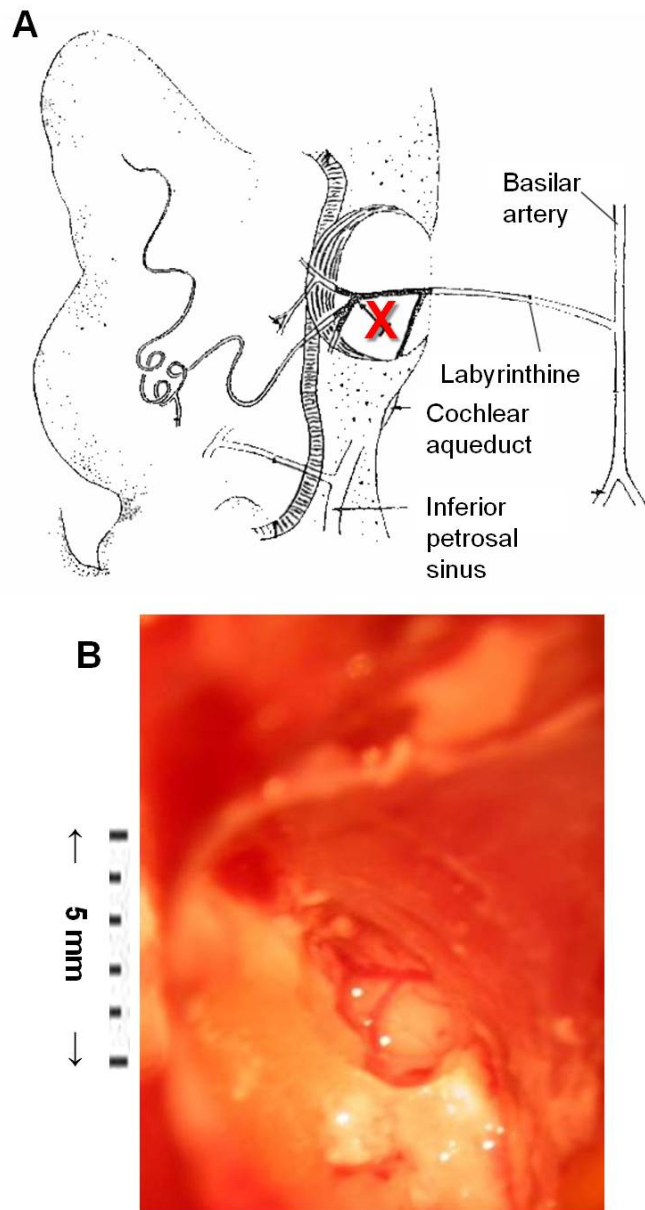 A
Basilar
artery
X
Labyrinthine
Cochlear
aqueduct
Inferior
petrosal
sinus
B
← 5 mm →